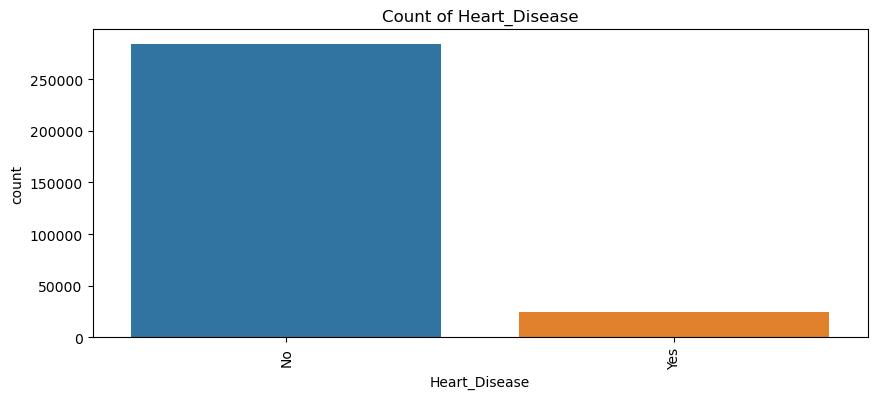 Count of Heart_Disease
count
250000
200000
150000
100000
50000
0
No
Yes
Heart_Disease